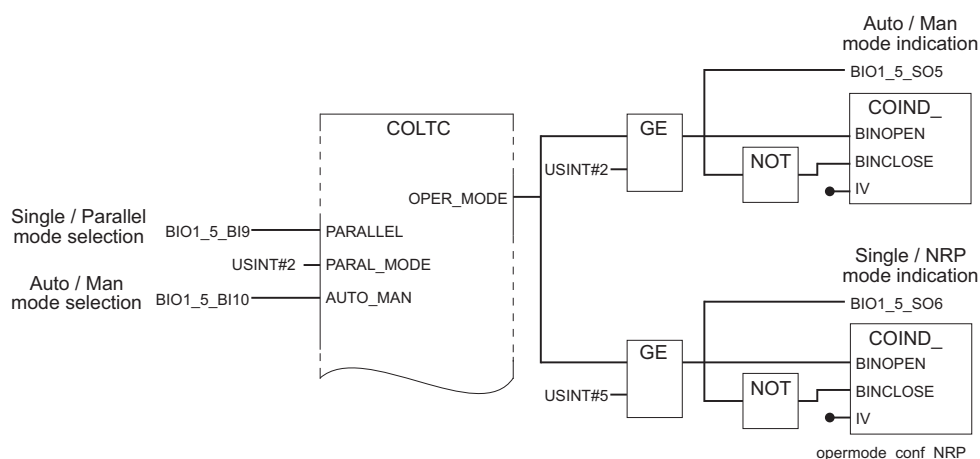 Auto / Man
mode indication
BIO1_5_SO5
COLTC
GE
COIND_
BINOPEN
NOT
BINCLOSE
USINT#2
IV
OPER_MODE
Single / Parallel
mode selection
BIO1_5_BI9
PARALLEL
USINT#2
PARAL_MODE
Auto / Man
mode selection
BIO1_5_BI10
AUTO_MAN
Single / NRP
mode indication
BIO1_5_SO6
GE
COIND_
BINOPEN
NOT
BINCLOSE
USINT#5
IV
opermode_conf_NRP